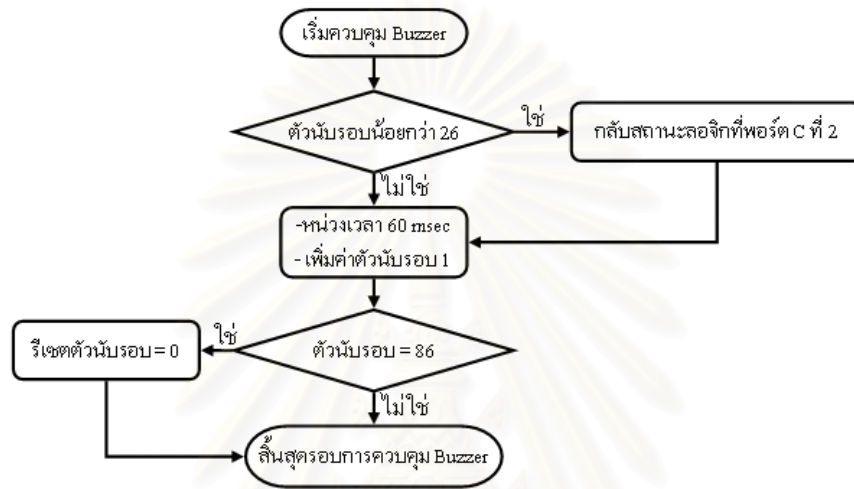 เริ่มควบคุม Buzzer
ตัวนับรอบน้อยกว่า 26
ใช่
กลับสถานะลอจิกที่พอร์ต C ที่ 2
ไม่ใช่
-หน่วงเวลา 60 msec
- เพิ่มค่าตัวนับรอบ 1
ตัวนับรอบ = 86
ใช่
รีเซตตัวนับรอบ = 0
ไม่ใช่
สิ้นสุดรอบการควบคุม Buzzer